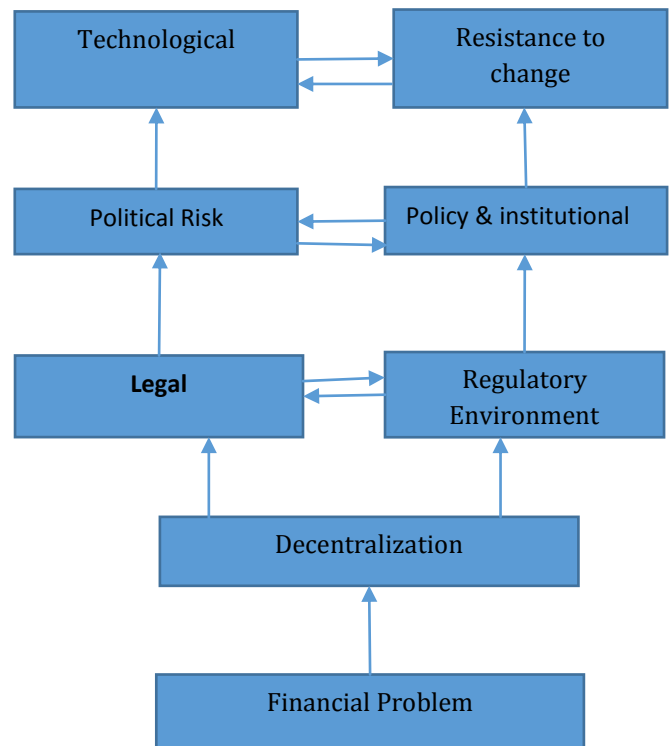 Technological
Resistance to
change
Political Risk
Policy & institutional
Legal
Regulatory
Environment
Decentralization
Financial Problem